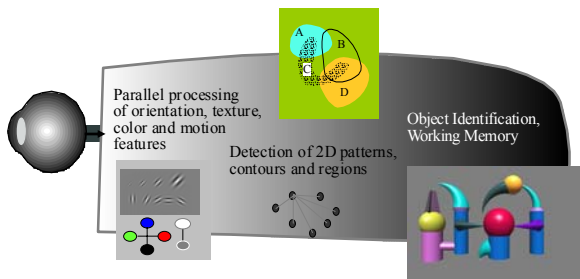 A
B
C
D
Parallel processing
of orientation, texture,
color and motion
features
Detection of 2D patterns,
contours and regions
Object Identification,
Working Memory